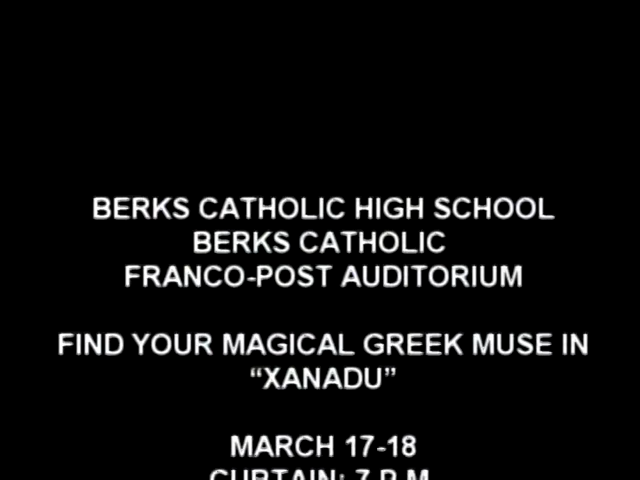 BERKS CATHOLIC HIGH SCHOOL
BERKS CATHOLIC
FRANCO-POST AUDITORIUM
FIND YOUR MAGICAL GREEK MUSE IN
“XANADU”
MARCH 17-18
CURTAIN: 7 P.M.